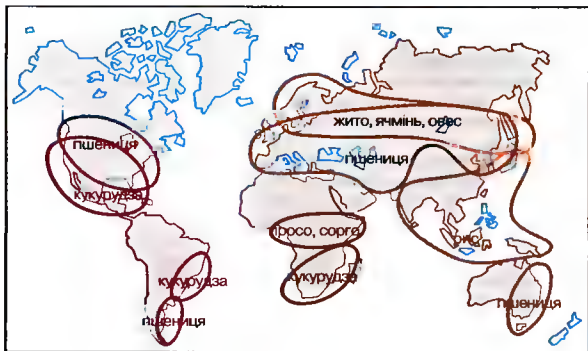 жито, ячмінь, овес
пшениця
пшениця
кукурудза
просо, сорго
рис
кукурудза
кукурудза
пшениця
пшениця